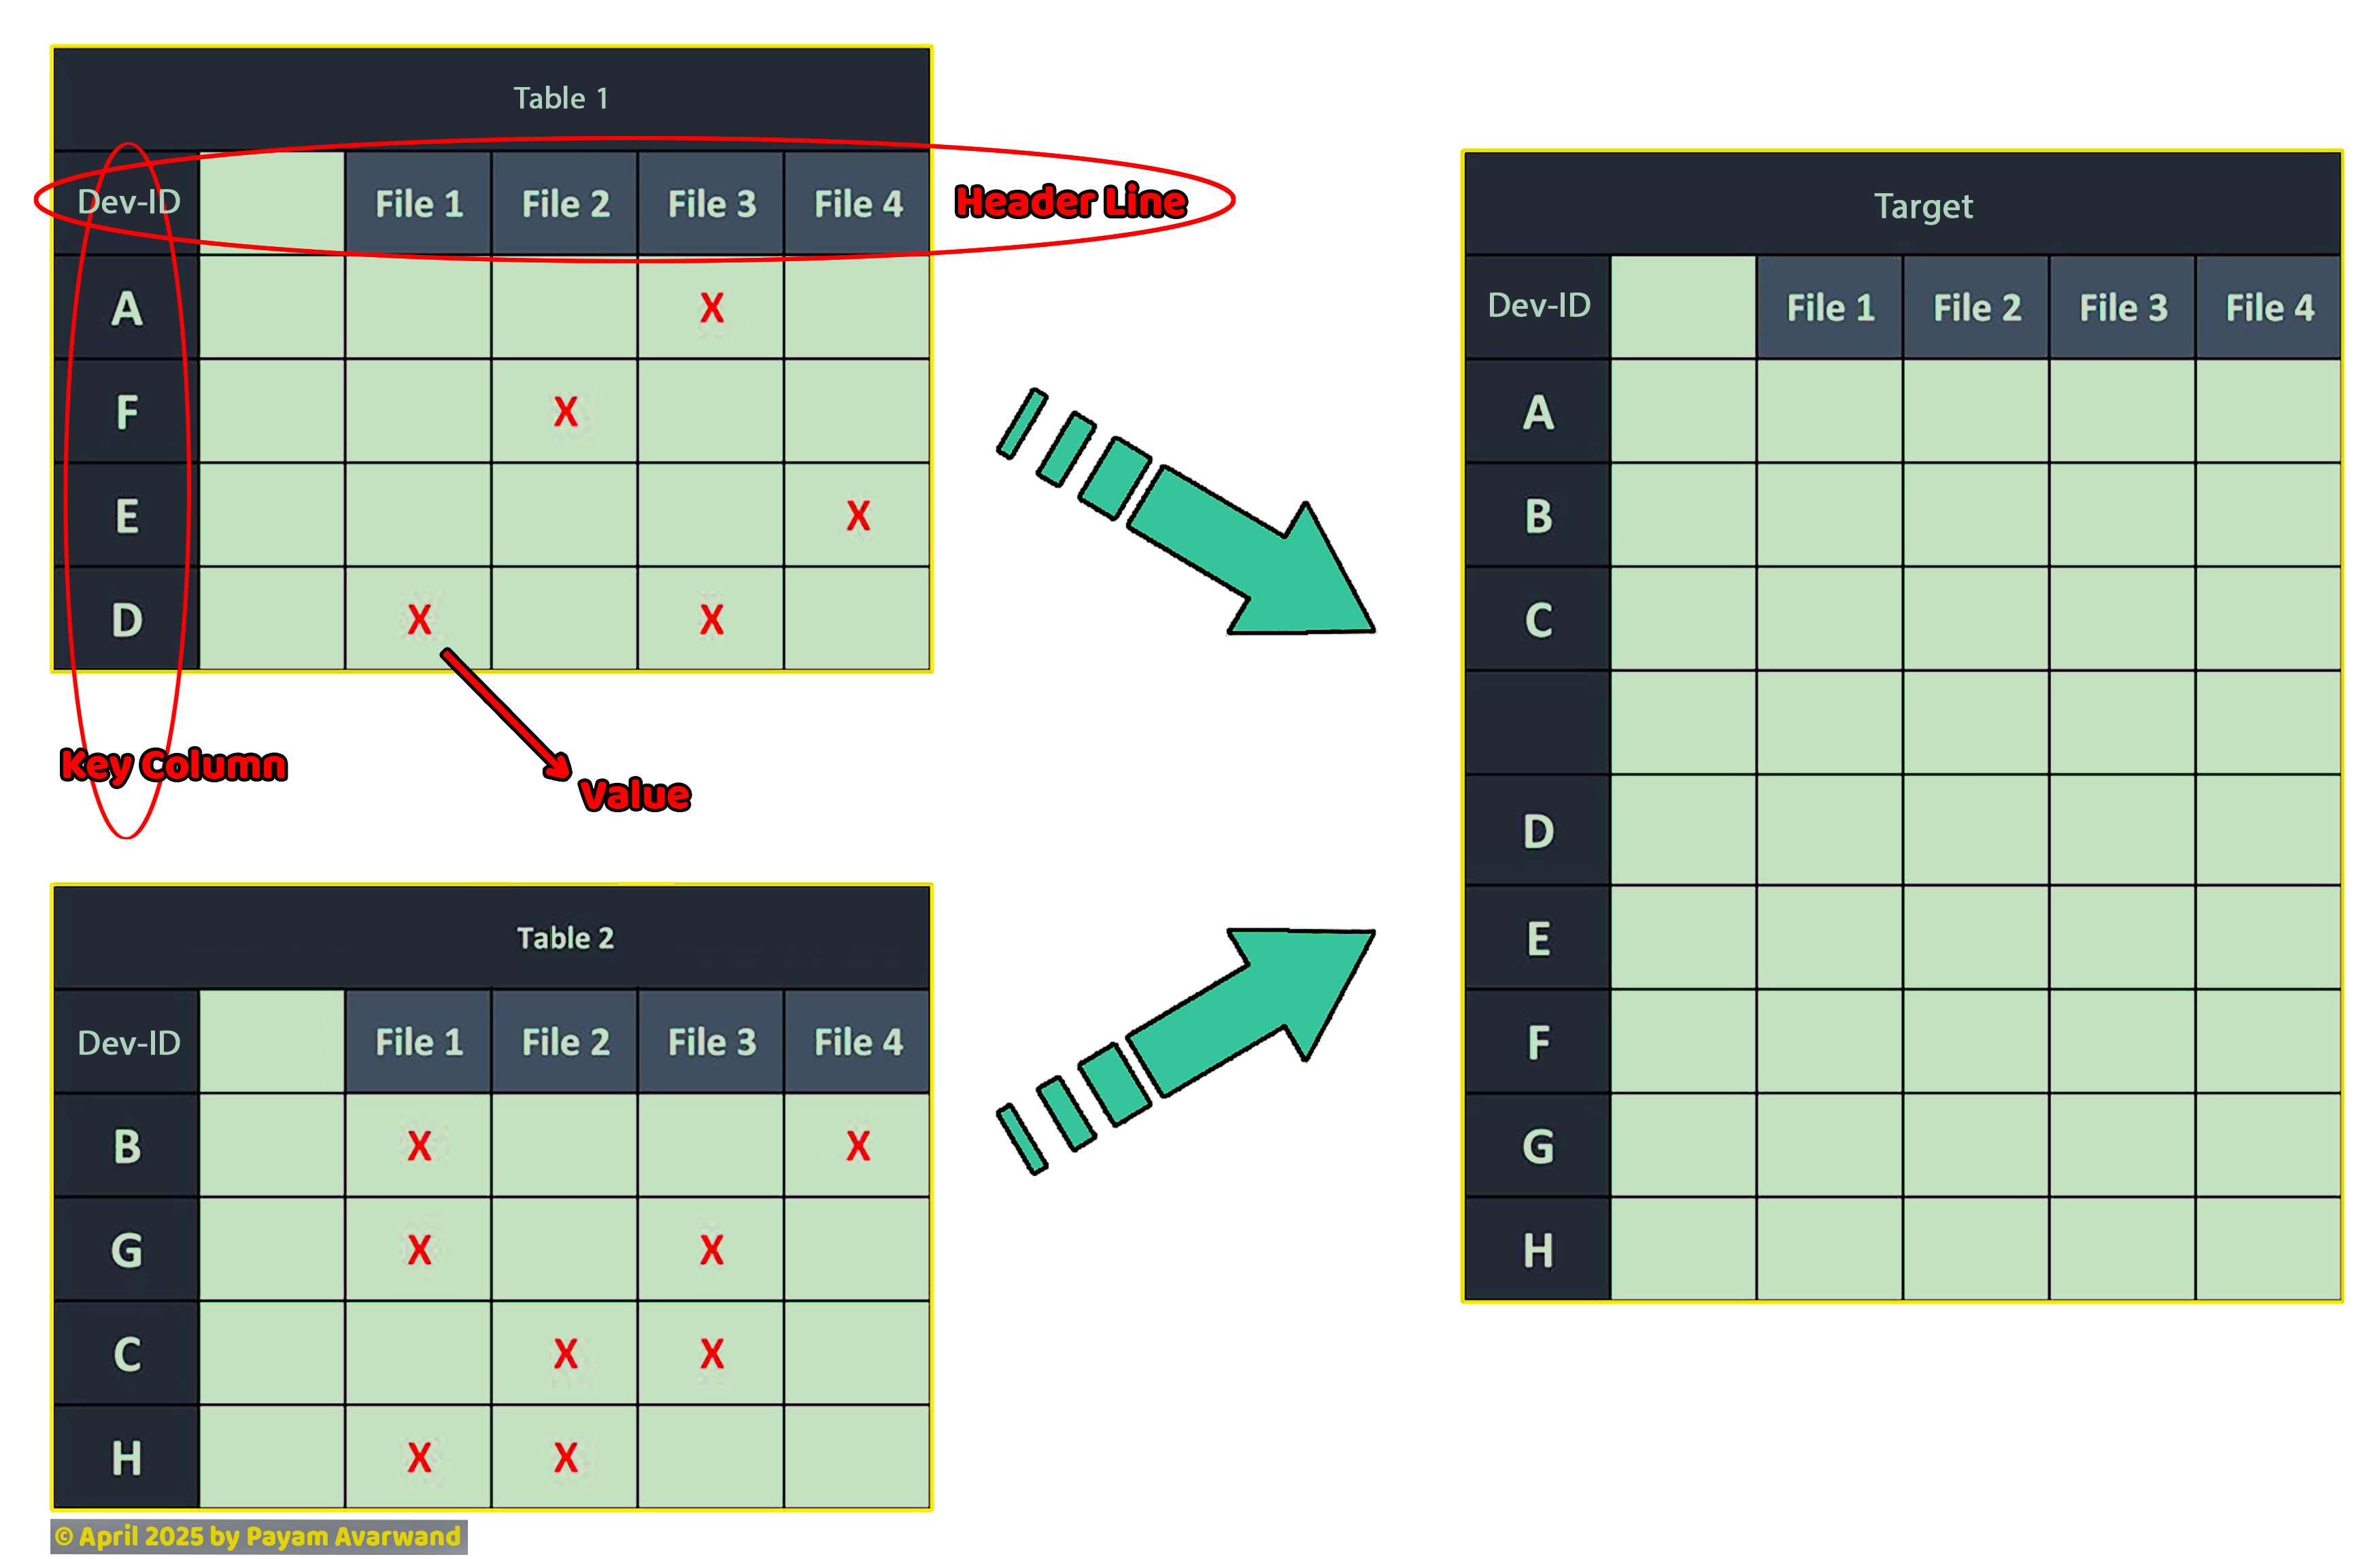 Table 1
Dev-ID File 1 File 2 File 3 File 4
Header Line
A X
F X
E X
D X X
Key Column
Value
Table 2
Dev-ID File 1 File 2 File 3 File 4
B X X
G X X
C X X
H X X
© April 2025 by Payam Avarwand
Target
Dev-ID File 1 File 2 File 3 File 4
A
B
C
D
E
F
G
H